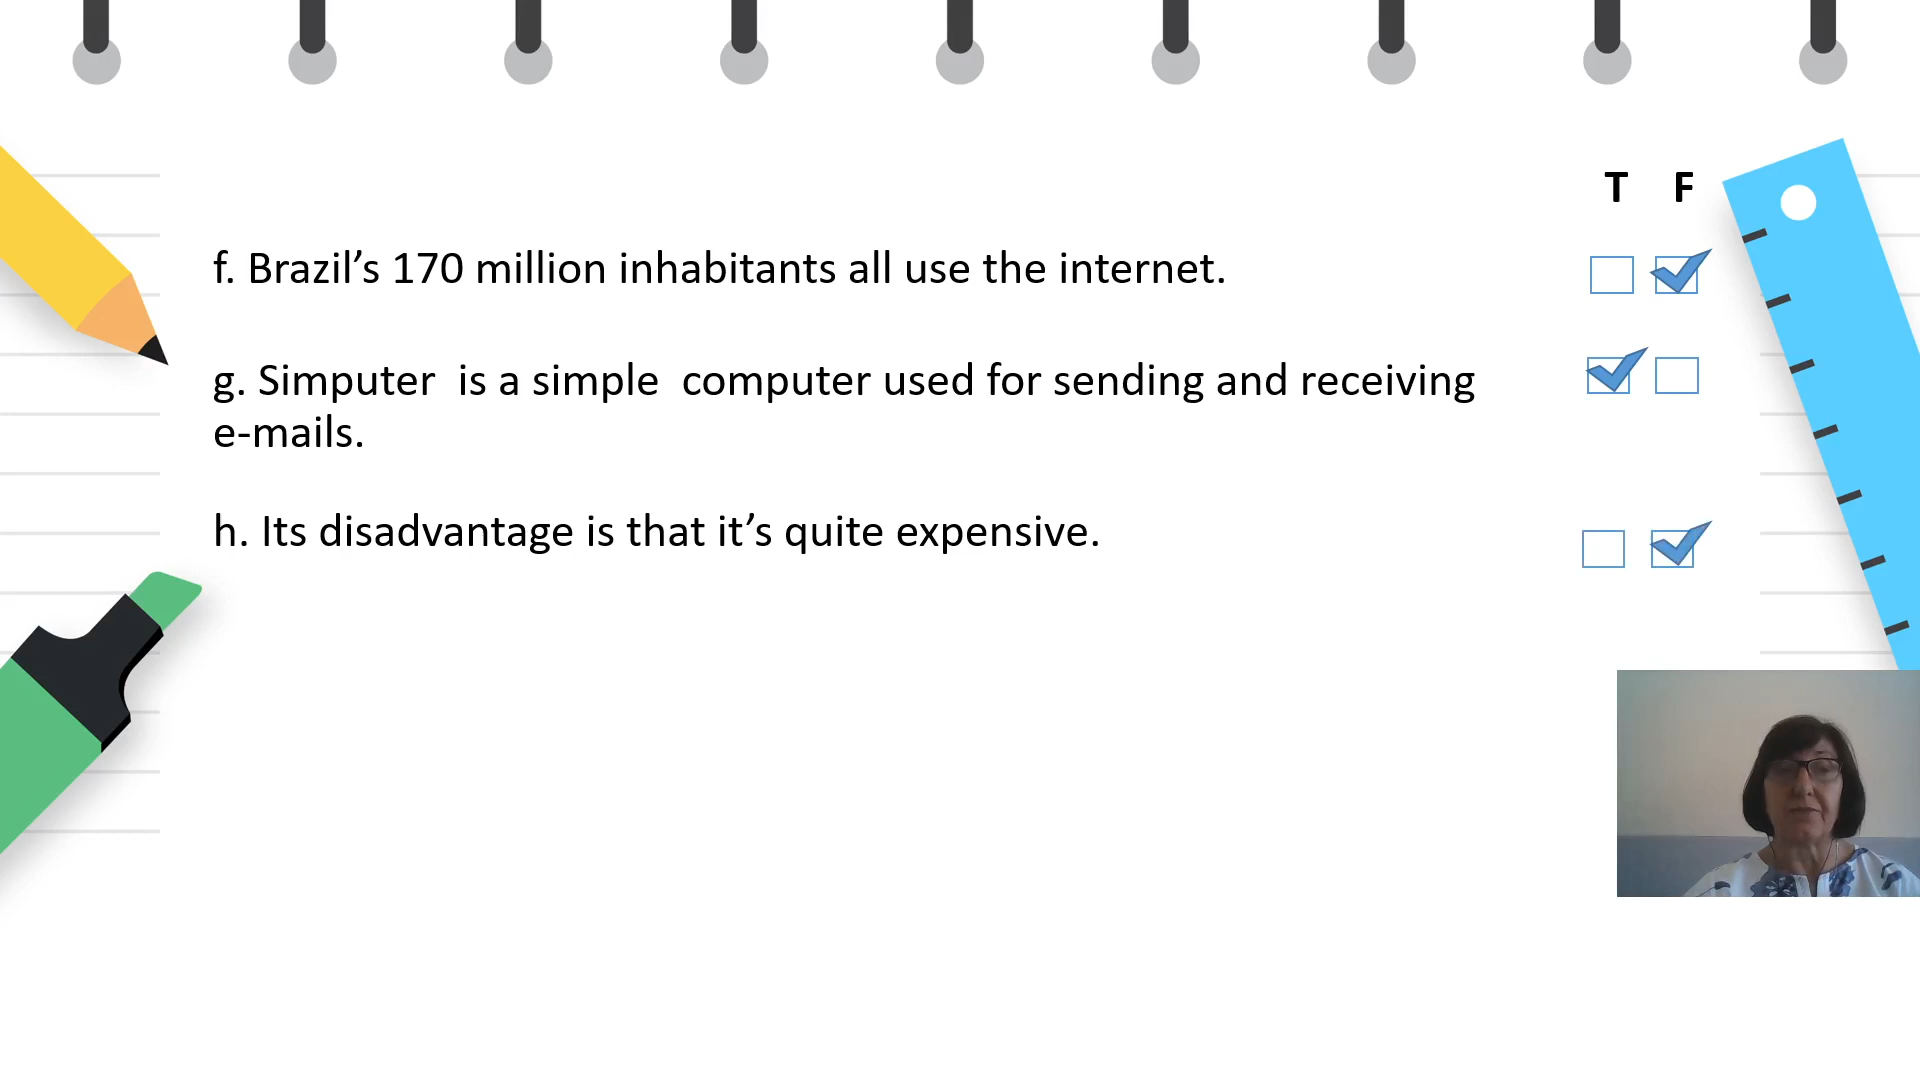 T F
f. Brazil’s 170 million inhabitants all use the internet.
g. Simputer  is a simple  computer used for sending and receiving
e-mails.
h. Its disadvantage is that it’s quite expensive.